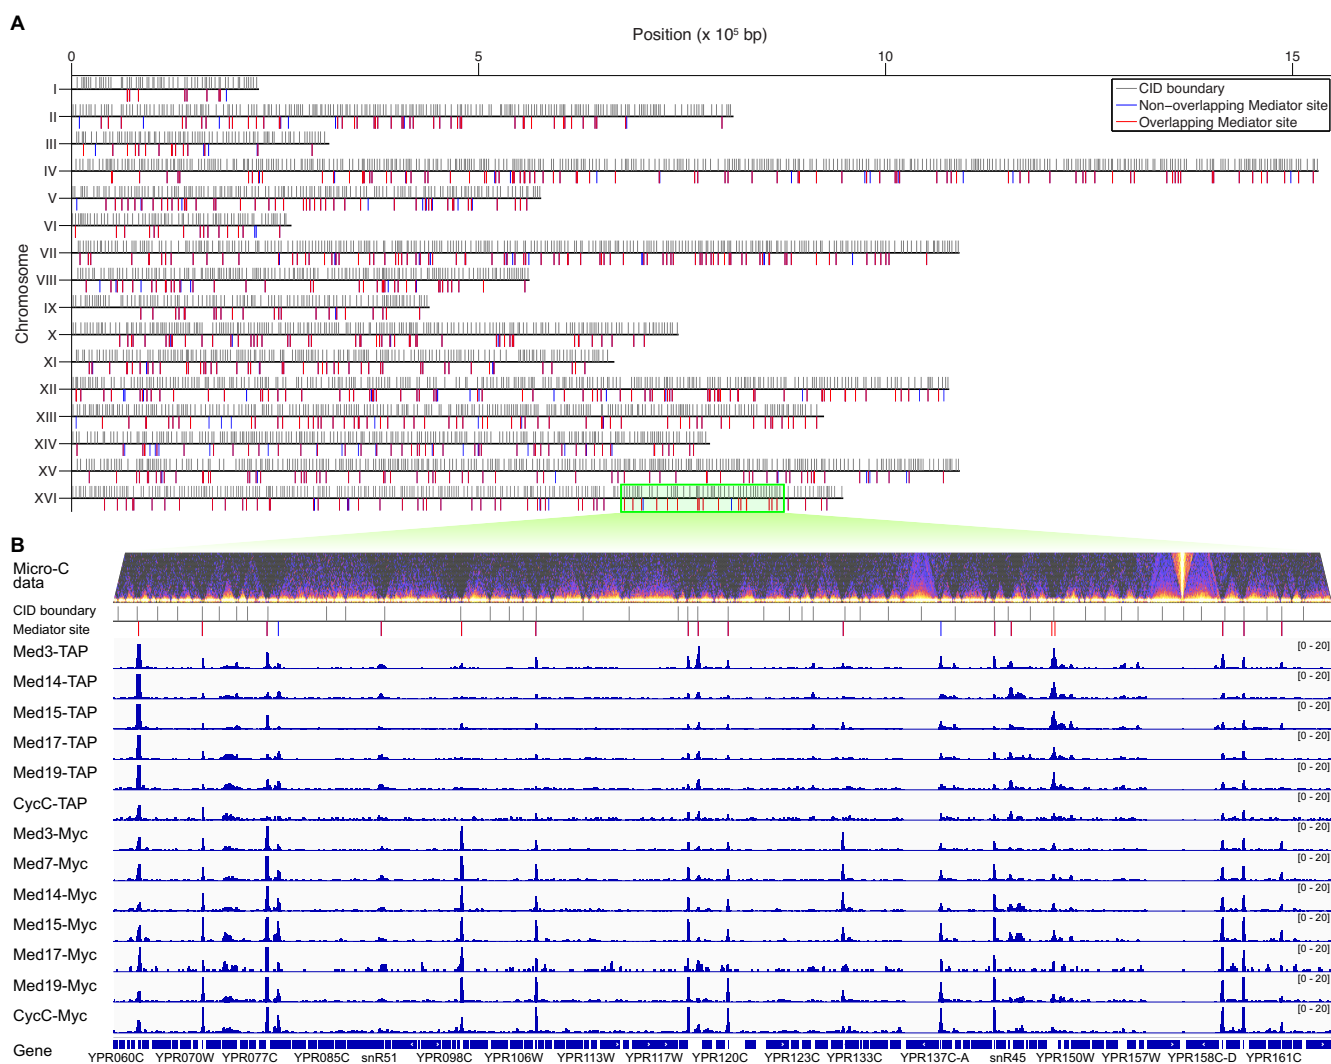 A
Position (x 10⁵ bp)
0 5 10 15
CID boundary
Non-overlapping Mediator site
Overlapping Mediator site
Chromosome
I
II
III
IV
V
VI
VII
VIII
IX
X
XI
XII
XIII
XIV
XV
XVI
B
Micro-C
data
CID boundary
Mediator site
Med3-TAP [0 - 20]
Med14-TAP [0 - 20]
Med15-TAP [0 - 20]
Med17-TAP [0 - 20]
Med19-TAP [0 - 20]
CycC-TAP [0 - 20]
Med3-Myc [0 - 20]
Med7-Myc [0 - 20]
Med14-Myc [0 - 20]
Med15-Myc [0 - 20]
Med17-Myc [0 - 20]
Med19-Myc [0 - 20]
CycC-Myc [0 - 20]
Gene
YPR060C YPR070W YPR077C YPR085C snR51 YPR098C YPR106W YPR113W YPR117W YPR120C YPR123C YPR133C YPR137C-A snR45 YPR150W YPR157W YPR158C-D YPR161C